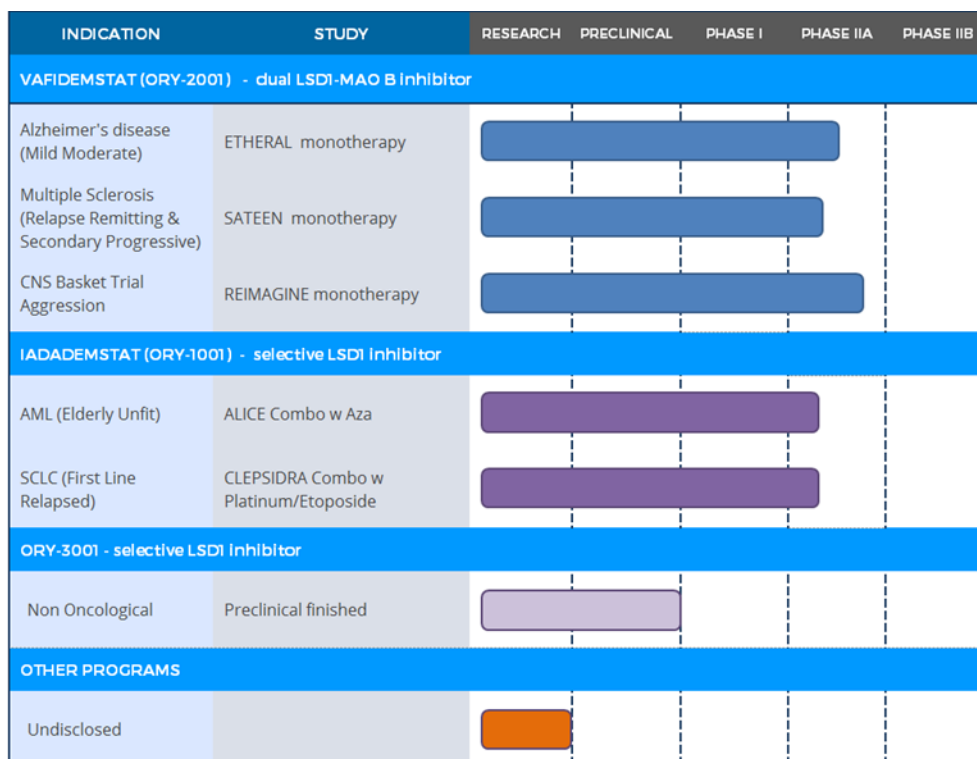 INDICATION STUDY RESEARCH PRECLINICAL PHASE I PHASE IIA PHASE IIB
VAFIDEMSTAT (ORY-2001) - dual LSD1-MAO B inhibitor
Alzheimer's disease
(Mild Moderate)
ETHERAL monotherapy
Multiple Sclerosis
(Relapse Remitting &
Secondary Progressive)
SATEEN monotherapy
CNS Basket Trial
Aggression
REIMAGINE monotherapy
IADADEMSTAT (ORY-1001) - selective LSD1 inhibitor
AML (Elderly Unfit)
ALICE Combo w Aza
SCLC (First Line
Relapsed)
CLEPSIDRA Combo w
Platinum/Etoposide
ORY-3001 - selective LSD1 inhibitor
Non Oncological
Preclinical finished
OTHER PROGRAMS
Undisclosed